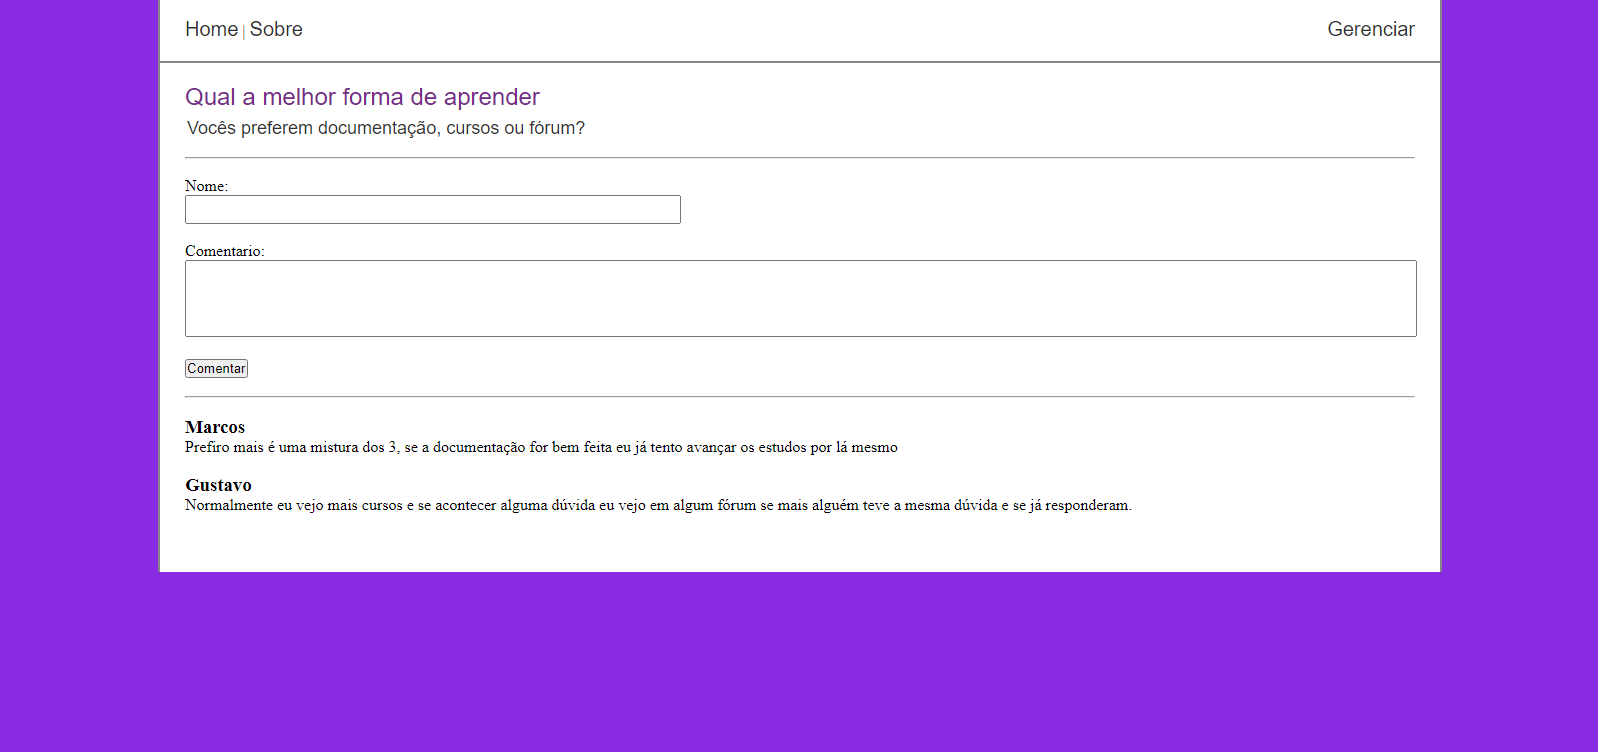 Home | Sobre Gerenciar
Qual a melhor forma de aprender
Vocês preferem documentação, cursos ou fórum?
Nome:
Comentario:
Comentar
Marcos
Prefiro mais é uma mistura dos 3, se a documentação for bem feita eu já tento avançar os estudos por lá mesmo
Gustavo
Normalmente eu vejo mais cursos e se acontecer alguma dúvida eu vejo em algum fórum se mais alguém teve a mesma dúvida e se já responderam.